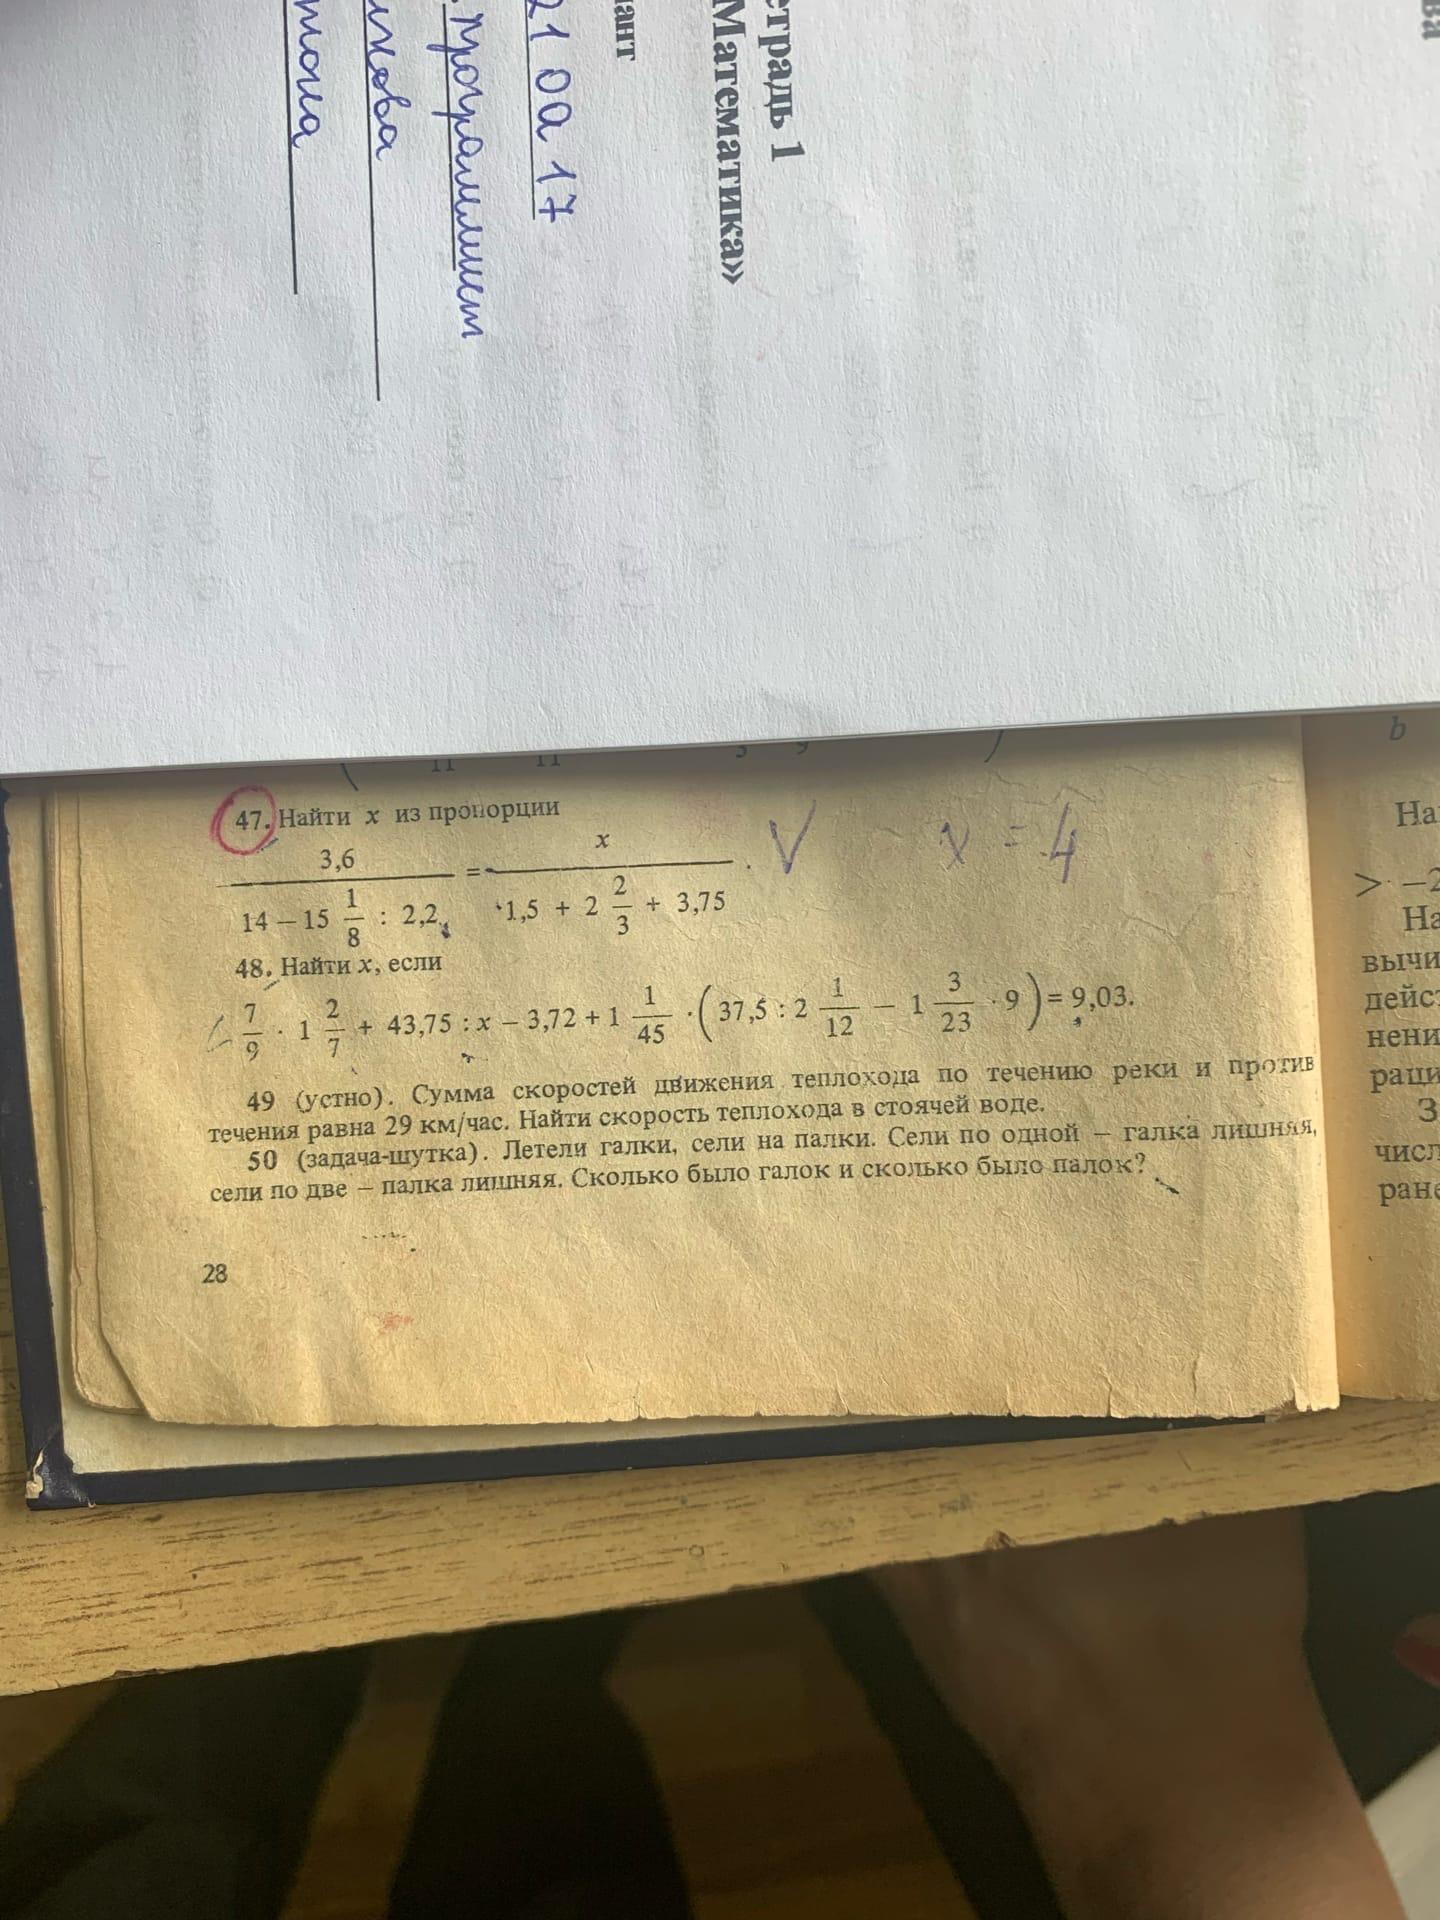 етрадь 1
«Математика»
иант
21 0а 17
Программист
47. Найти x из пропорции
3,6 / (14 – 15 1/8 : 2,2) = x / (1,5 + 2 2/3 + 3,75) . V x = 4
48. Найти x, если
7/9 · 1 2/7 + 43,75 : x – 3,72 + 1 1/45 · (37,5 : 2 1/12 – 1 3/23 · 9) = 9,03.
49 (устно). Сумма скоростей движения теплохода по течению реки и против
течения равна 29 км/час. Найти скорость теплохода в стоячей воде.
50 (задача-шутка). Летели галки, сели на палки. Сели по одной – галка лишняя,
сели по две – палка лишняя. Сколько было галок и сколько было палок?
28
b
На
> –2
На
вычи
дейс
нени
раци
З
числ
ране